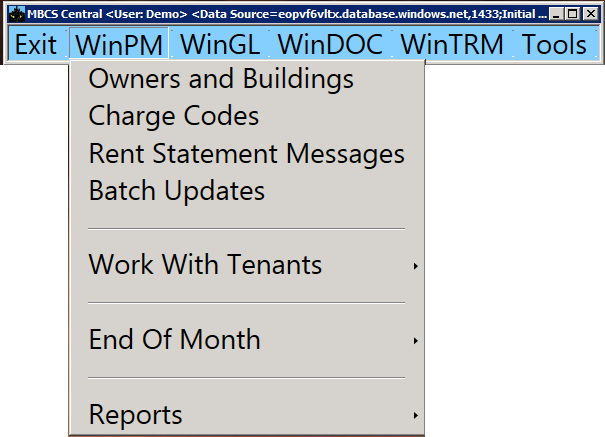 MBCS Central <User: Demo> <Data Source=eopvf6vltx.database.windows.net,1433;Initial ...
Exit WinPM WinGL WinDOC WinTRM Tools
Owners and Buildings
Charge Codes
Rent Statement Messages
Batch Updates
Work With Tenants
End Of Month
Reports